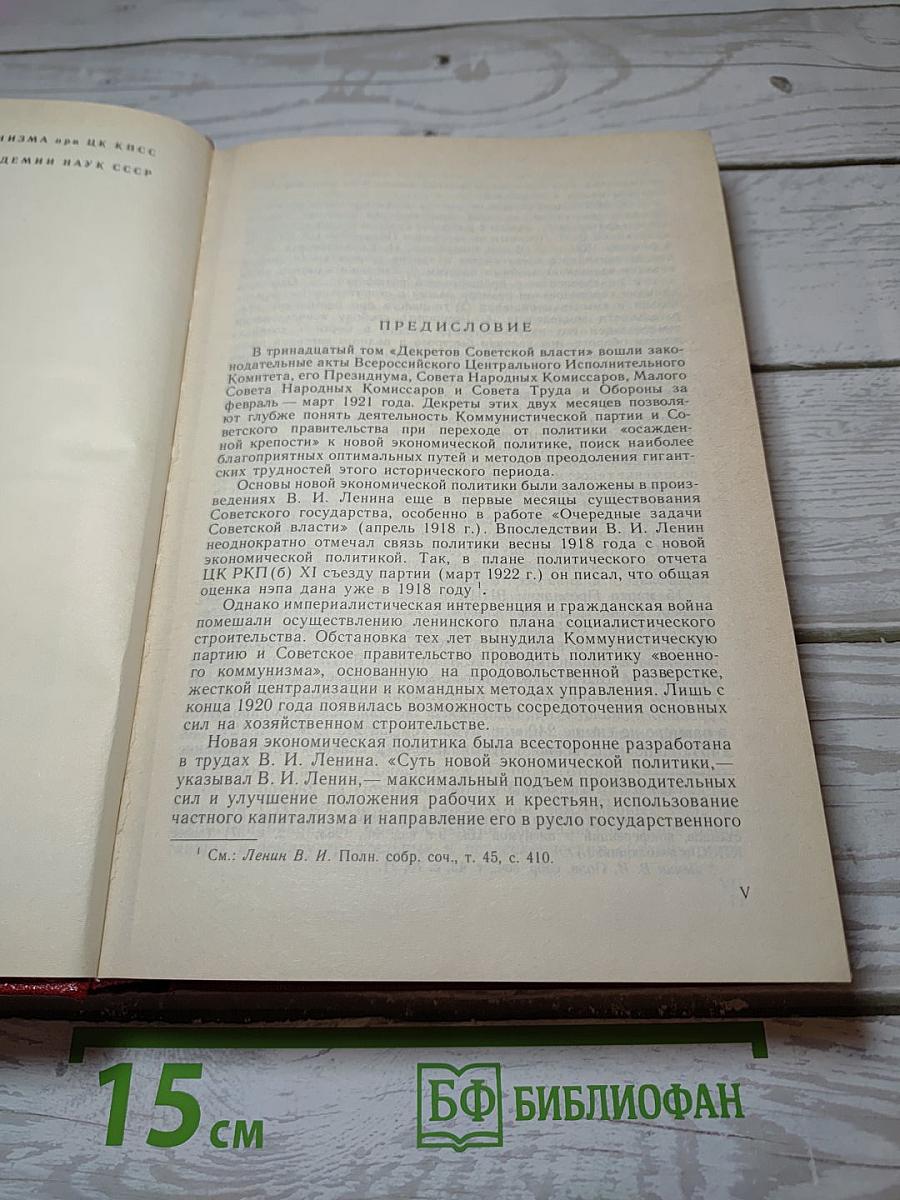 НИЗМА при ЦК КПСС
ДЕМИИ НАУК СССР
ПРЕДИСЛОВИЕ
В тринадцатый том «Декретов Советской власти» вошли зако-
нодательные акты Всероссийского Центрального Исполнительного
Комитета, его Президиума, Совета Народных Комиссаров, Малого
Совета Народных Комиссаров и Совета Труда и Обороны за
февраль — март 1921 года. Декреты этих двух месяцев позволя-
ют глубже понять деятельность Коммунистической партии и Со-
ветского правительства при переходе от политики «осажден-
ной крепости» к новой экономической политике, поиск наиболее
благоприятных оптимальных путей и методов преодоления гигант-
ских трудностей этого исторического периода.
Основы новой экономической политики были заложены в произ-
ведениях В. И. Ленина еще в первые месяцы существования
Советского государства, особенно в работе «Очередные задачи
Советской власти» (апрель 1918 г.). Впоследствии В. И. Ленин
неоднократно отмечал связь политики весны 1918 года с новой
экономической политикой. Так, в плане политического отчета
ЦК РКП(б) XI съезду партии (март 1922 г.) он писал, что общая
оценка нэпа дана уже в 1918 году ¹.
Однако империалистическая интервенция и гражданская война
помешали осуществлению ленинского плана социалистического
строительства. Обстановка тех лет вынудила Коммунистическую
партию и Советское правительство проводить политику «военно-
го коммунизма», основанную на продовольственной разверстке,
жесткой централизации и командных методах управления. Лишь с
конца 1920 года появилась возможность сосредоточения основных
сил на хозяйственном строительстве.
Новая экономическая политика была всесторонне разработана
в трудах В. И. Ленина. «Суть новой экономической политики,—
указывал В. И. Ленин,— максимальный подъем производительных
сил и улучшение положения рабочих и крестьян, использование
частного капитализма и направление его в русло государственного
¹ См.: Ленин В. И. Полн. собр. соч., т. 45, с. 410.
V
15 см
БФ БИБЛИОФАН